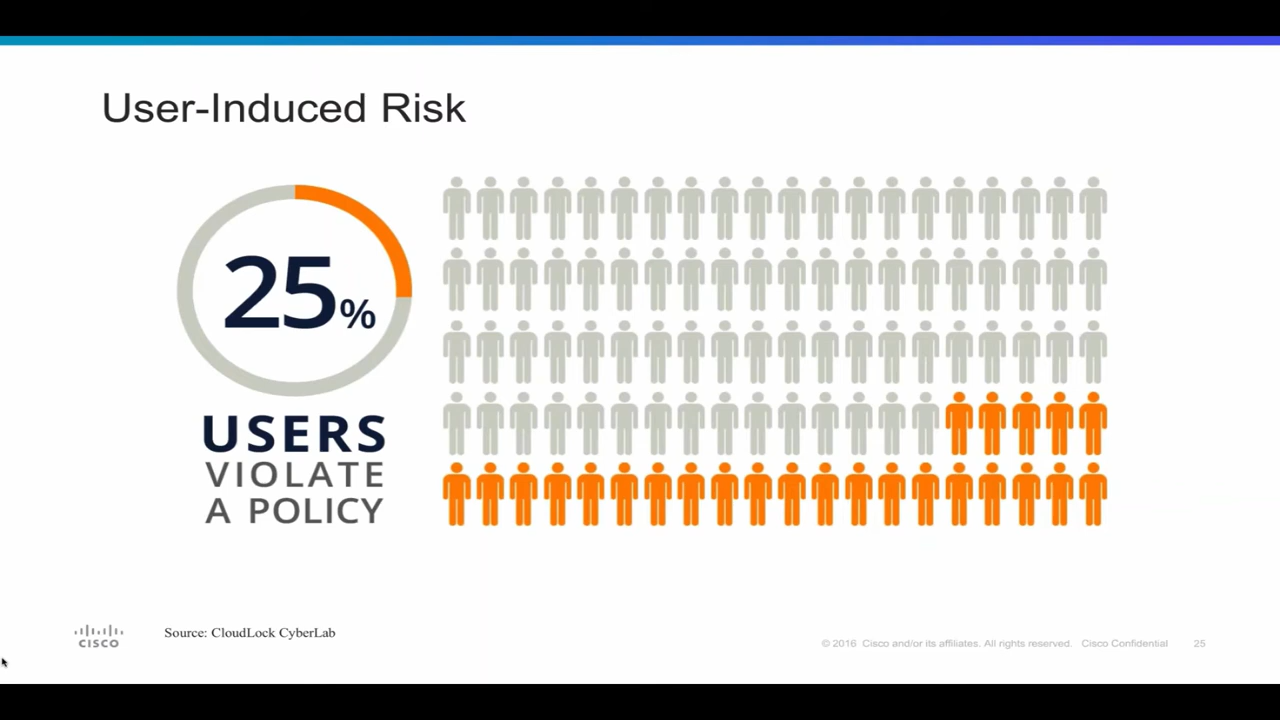 User-Induced Risk
25%
USERS
VIOLATE
A POLICY
CISCO
Source: CloudLock CyberLab
© 2016 Cisco and/or its affiliates. All rights reserved. Cisco Confidential
25